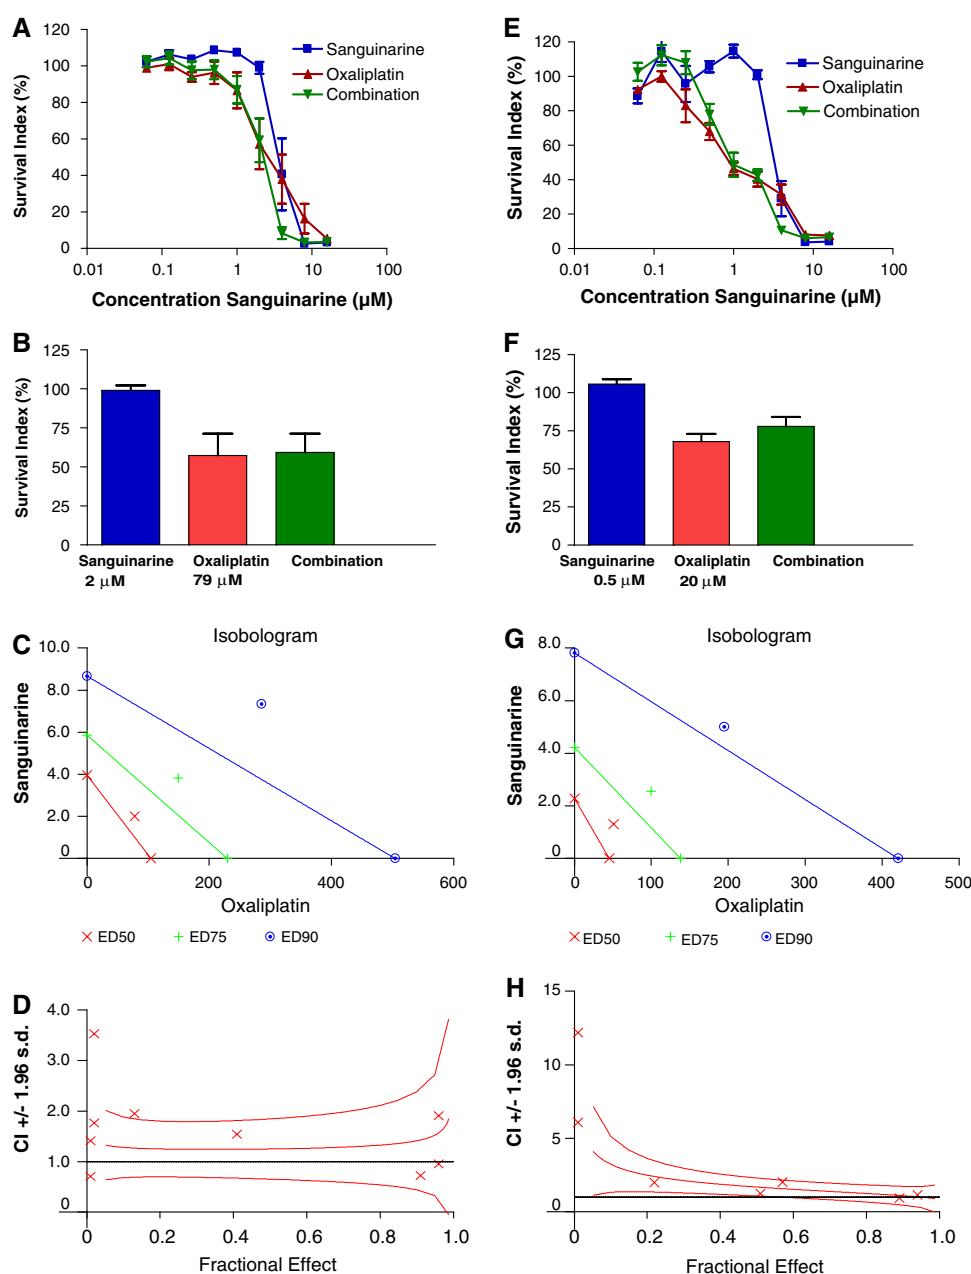 A
120
100
80
60
40
20
0
Survival Index (%)
Sanguinarine
Oxaliplatin
Combination
0.01
0.1
1
10
100
Concentration Sanguinarine (µM)
E
120
100
80
60
40
20
0
Survival Index (%)
Sanguinarine
Oxaliplatin
Combination
0.01
0.1
1
10
100
Concentration Sanguinarine (µM)
B
125
100
75
50
25
0
Survival Index (%)
Sanguinarine
2 µM
Oxaliplatin
79 µM
Combination
F
125
100
75
50
25
0
Survival Index (%)
Sanguinarine
0.5 µM
Oxaliplatin
20 µM
Combination
C
Isobologram
10.0
8.0
6.0
4.0
2.0
0
Sanguinarine
0
200
400
600
Oxaliplatin
ED50
ED75
ED90
G
Isobologram
8.0
6.0
4.0
2.0
0
Sanguinarine
0
100
200
300
400
500
Oxaliplatin
ED50
ED75
ED90
D
4.0
3.0
2.0
1.0
0
CI +/- 1.96 s.d.
0
0.2
0.4
0.6
0.8
1.0
Fractional Effect
H
15
10
5
0
CI +/- 1.96 s.d.
0
0.2
0.4
0.6
0.8
1.0
Fractional Effect